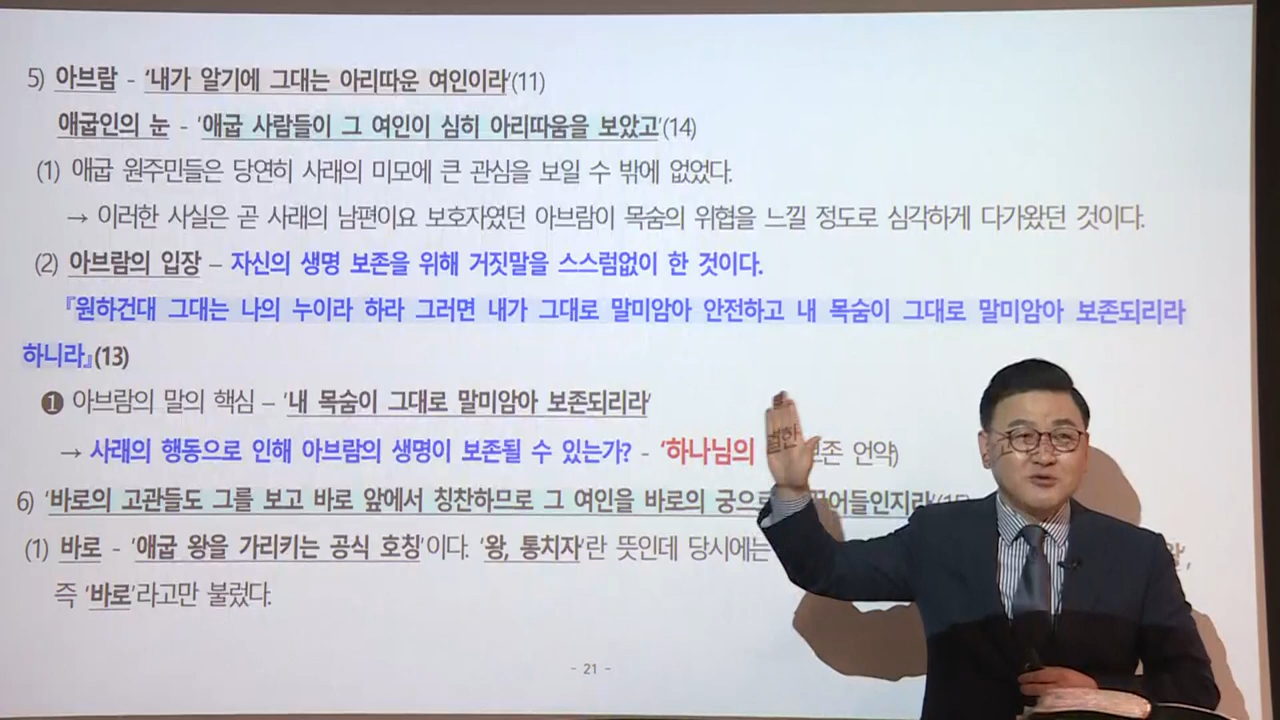 5) 아브람 - '내가 알기에 그대는 아리따운 여인이라'(11)
애굽인의 눈 - '애굽 사람들이 그 여인이 심히 아리따움을 보았고'(14)
(1) 애굽 원주민들은 당연히 사래의 미모에 큰 관심을 보일 수 밖에 없었다.
→ 이러한 사실은 곧 사래의 남편이요 보호자였던 아브람이 목숨의 위협을 느낄 정도로 심각하게 다가왔던 것이다.
(2) 아브람의 입장 – 자신의 생명 보존을 위해 거짓말을 스스럼없이 한 것이다.
『원하건대 그대는 나의 누이라 하라 그러면 내가 그대로 말미암아 안전하고 내 목숨이 그대로 말미암아 보존되리라
하니라』(13)
❶ 아브람의 말의 핵심 – '내 목숨이 그대로 말미암아 보존되리라'
→ 사래의 행동으로 인해 아브람의 생명이 보존될 수 있는가? - '하나님의 보존 언약)
6) '바로의 고관들도 그를 보고 바로 앞에서 칭찬하므로 그 여인을 바로의 궁으로
(1) 바로 - '애굽 왕을 가리키는 공식 호칭'이다. '왕, 통치자'란 뜻인데 당시에는
즉 '바로'라고만 불렀다.
- 21 -